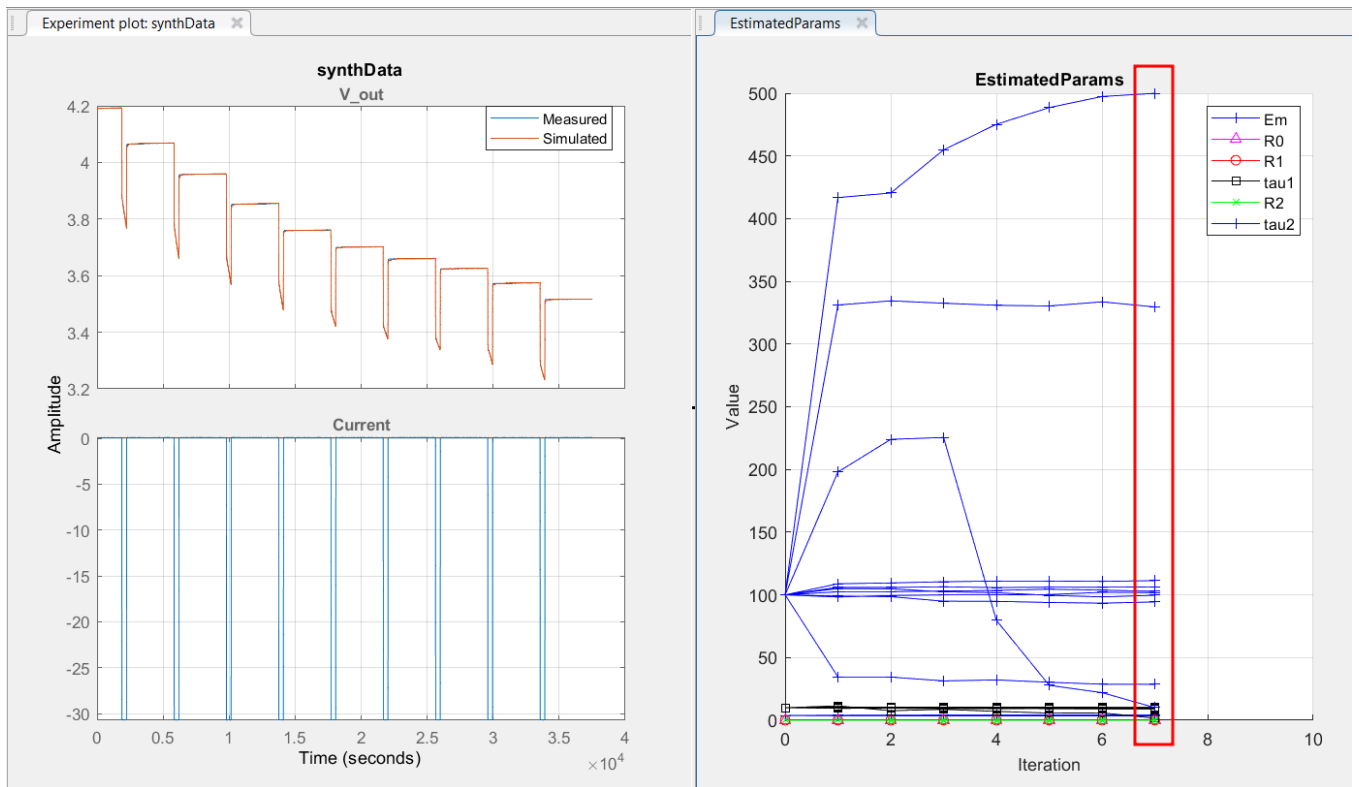 Experiment plot: synthData
synthData
V_out
Measured
Simulated
4.2
4
3.8
3.6
3.4
3.2
Amplitude
Current
0
-5
-10
-15
-20
-25
-30
0
0.5
1
1.5
2
2.5
3
3.5
4
×10⁴
Time (seconds)
EstimatedParams
EstimatedParams
500
450
400
350
300
250
200
150
100
50
0
Value
Em
R0
R1
tau1
R2
tau2
0
2
4
6
8
10
Iteration